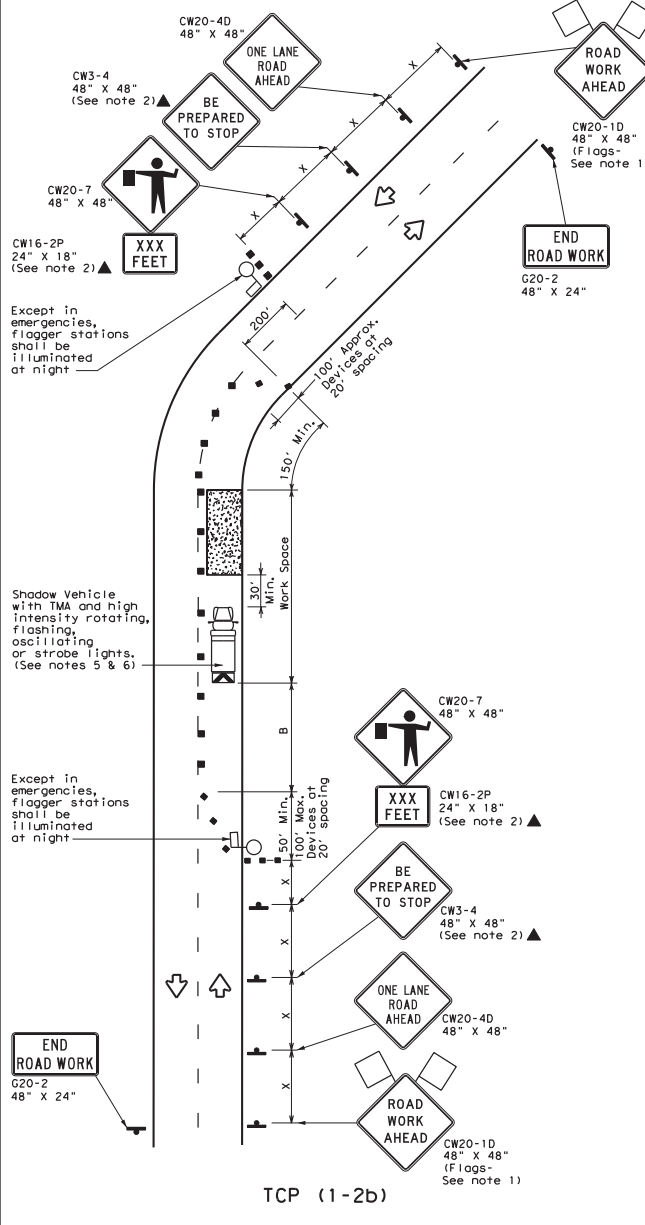 CW20-4D
48" X 48"
ONE LANE
ROAD
AHEAD
X
ROAD
WORK
AHEAD
CW20-1D
48" X 48"
(Flags-
See note 1
CW3-4
48" X 48"
(See note 2)▲
BE
PREPARED
TO STOP
X
X
X
CW20-7
48" X 48"
XXX
FEET
CW16-2P
24" X 18"
(See note 2)▲
END
ROAD WORK
G20-2
48" X 24"
Except in
emergencies,
flagger stations
shall be
illuminated
at night
200'
100' Approx.
Devices at
20' spacing
150' Min.
Work Space
30'
Min.
Shadow Vehicle
with TMA and high
intensity rotating,
flashing,
oscillating
or strobe lights.
(See notes 5 & 6)
B
CW20-7
48" X 48"
Except in
emergencies,
flagger stations
shall be
illuminated
at night
50' Min.
100' Max.
Devices at
20' spacing
XXX
FEET
CW16-2P
24" X 18"
(See note 2)▲
X
BE
PREPARED
TO STOP
CW3-4
48" X 48"
(See note 2)▲
X
X
ONE LANE
ROAD
AHEAD
CW20-4D
48" X 48"
X
END
ROAD WORK
G20-2
48" X 24"
ROAD
WORK
AHEAD
CW20-1D
48" X 48"
(Flags-
See note 1)
TCP (1-2b)